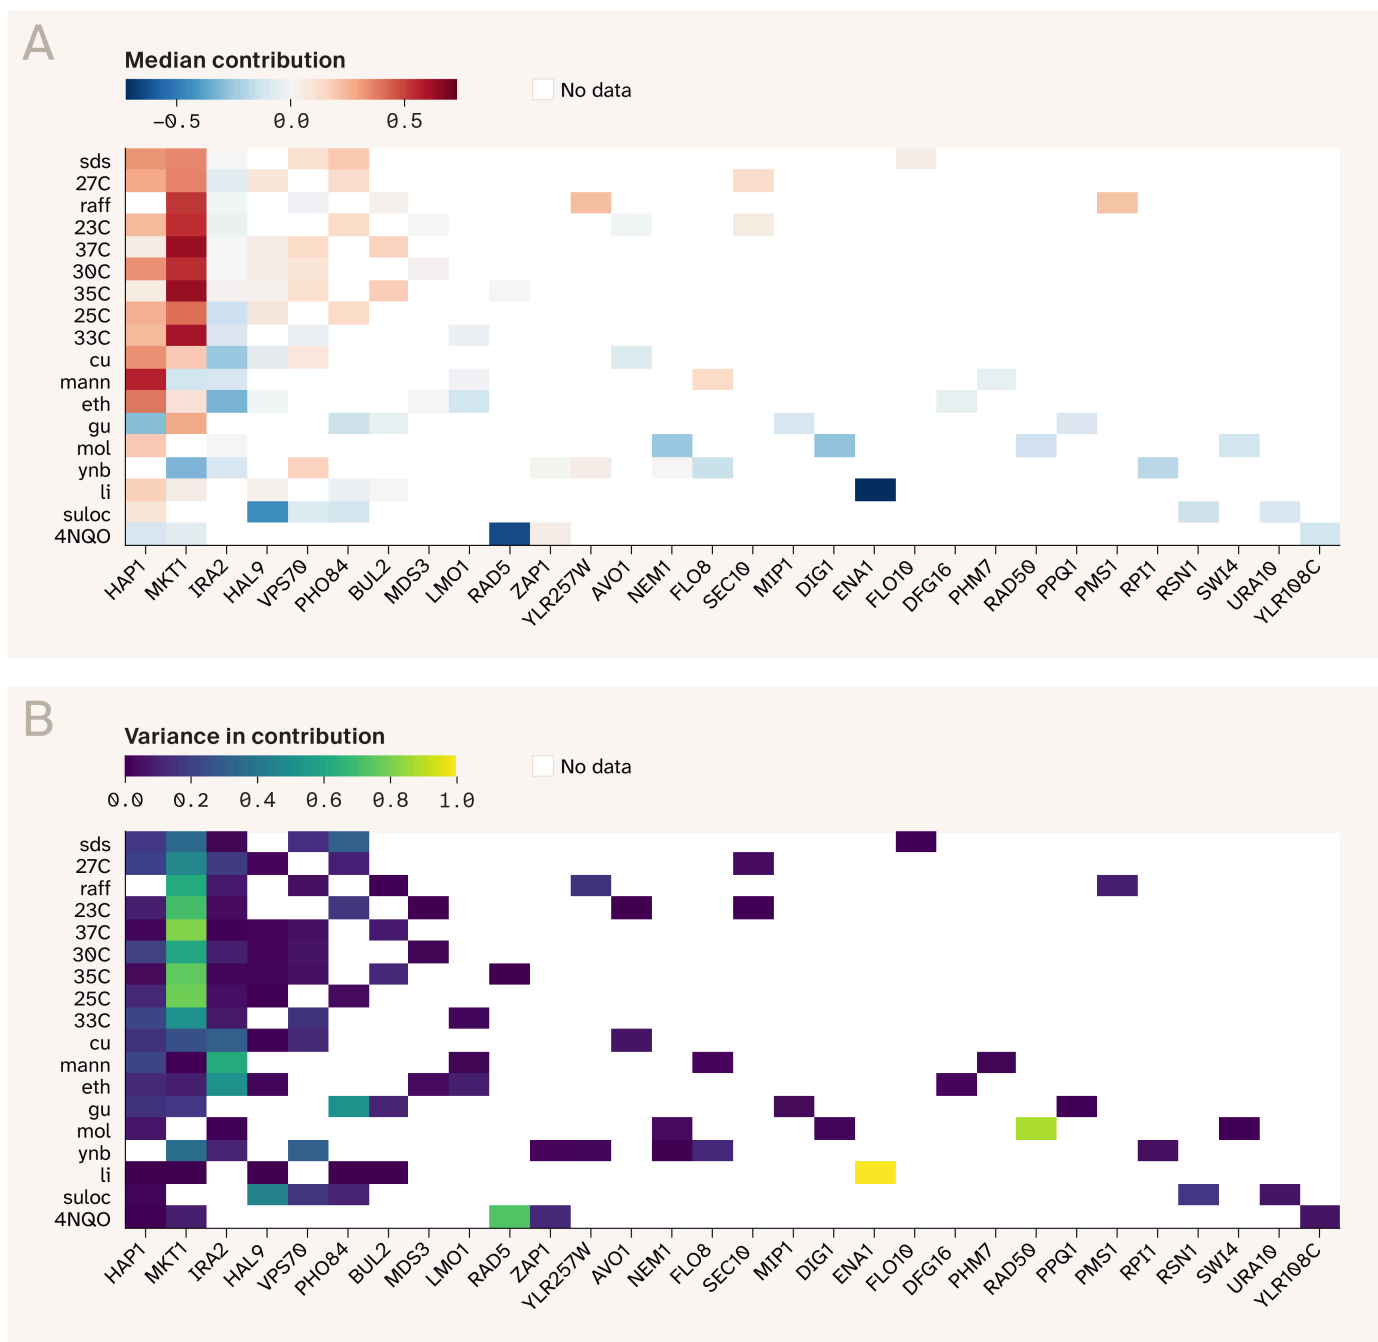 A
Median contribution
No data
−0.5 0.0 0.5
sds
27C
raff
23C
37C
30C
35C
25C
33C
cu
mann
eth
gu
mol
ynb
li
suloc
4NQO
HAP1 MKT1 IRA2 HAL9 VPS70 PHO84 BUL2 MDS3 LMO1 RAD5 ZAP1 YLR257W AVO1 NEM1 FLO8 SEC10 MIP1 DIG1 ENA1 FLO10 DFG16 PHM7 RAD50 PPQ1 PMS1 RPI1 RSN1 SWI4 URA10 YLR108C
B
Variance in contribution
No data
0.0 0.2 0.4 0.6 0.8 1.0
sds
27C
raff
23C
37C
30C
35C
25C
33C
cu
mann
eth
gu
mol
ynb
li
suloc
4NQO
HAP1 MKT1 IRA2 HAL9 VPS70 PHO84 BUL2 MDS3 LMO1 RAD5 ZAP1 YLR257W AVO1 NEM1 FLO8 SEC10 MIP1 DIG1 ENA1 FLO10 DFG16 PHM7 RAD50 PPQ1 PMS1 RPI1 RSN1 SWI4 URA10 YLR108C